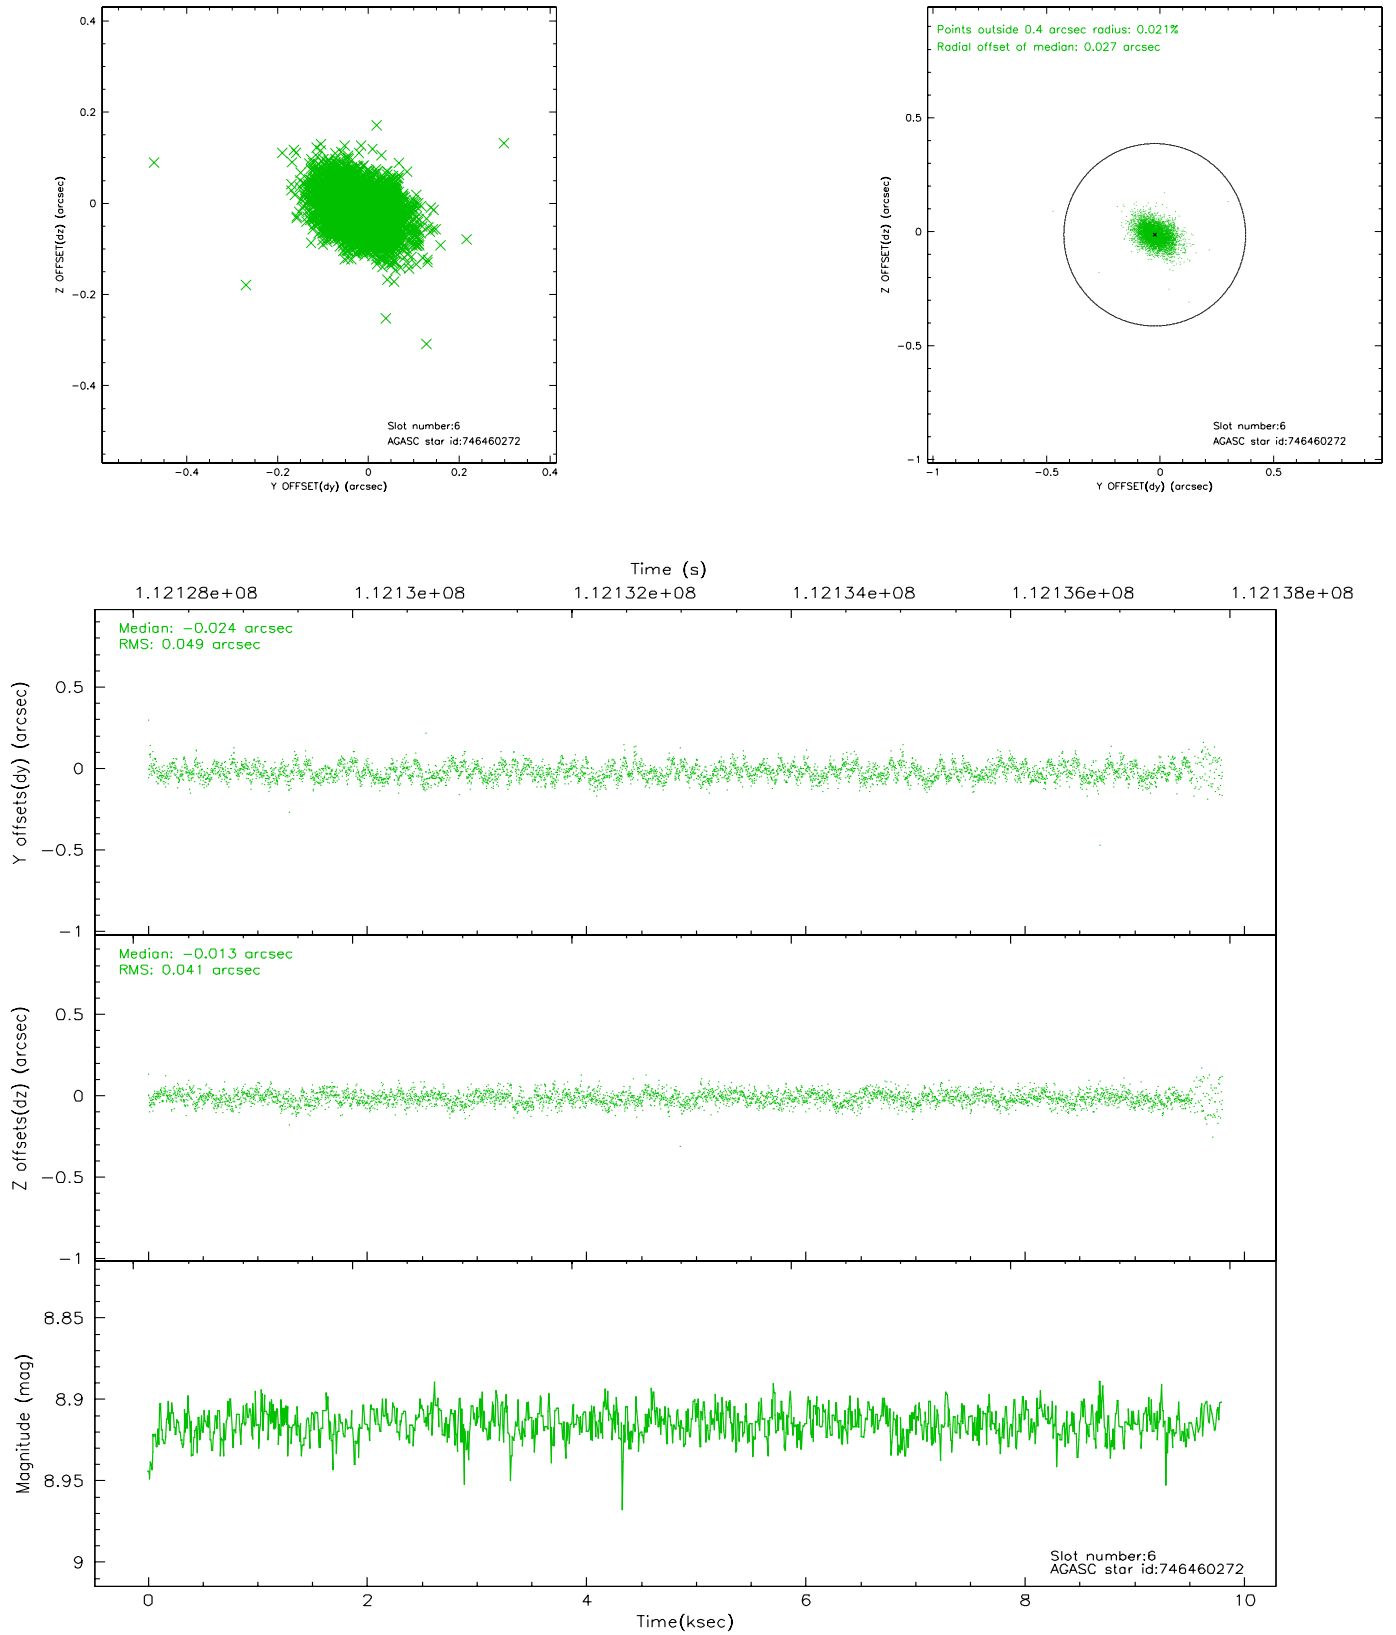 0.4
0.2
0
−0.2
−0.4
Z OFFSET(dz) (arcsec)
Slot number:6
AGASC star id:746460272
−0.4 −0.2 0 0.2 0.4
Y OFFSET(dy) (arcsec)
Points outside 0.4 arcsec radius: 0.021%
Radial offset of median: 0.027 arcsec
0.5
0
−0.5
−1
Z OFFSET(dz) (arcsec)
Slot number:6
AGASC star id:746460272
−1 −0.5 0 0.5
Y OFFSET(dy) (arcsec)
Time (s)
1.12128e+08 1.1213e+08 1.12132e+08 1.12134e+08 1.12136e+08 1.12138e+08
Median: −0.024 arcsec
RMS: 0.049 arcsec
0.5
0
−0.5
−1
Y offsets(dy) (arcsec)
Median: −0.013 arcsec
RMS: 0.041 arcsec
0.5
0
−0.5
−1
Z offsets(dz) (arcsec)
8.85
8.9
8.95
9
Magnitude (mag)
Slot number:6
AGASC star id:746460272
0 2 4 6 8 10
Time(ksec)